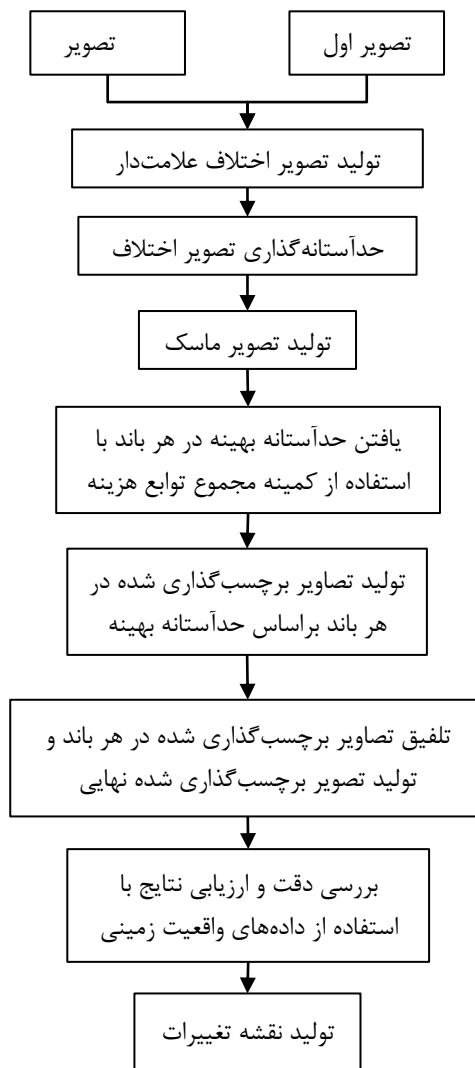 تصویر اول
تصویر
تولید تصویر اختلاف علامت‌دار
حدآستانه‌گذاری تصویر اختلاف
تولید تصویر ماسک
یافتن حدآستانه بهینه در هر باند با
استفاده از کمینه مجموع توابع هزینه
تولید تصاویر برچسب‌گذاری شده در
هر باند براساس حدآستانه بهینه
تلفیق تصاویر برچسب‌گذاری شده در هر باند و
تولید تصویر برچسب‌گذاری شده نهایی
بررسی دقت و ارزیابی نتایج با
استفاده از داده‌های واقعیت زمینی
تولید نقشه تغییرات